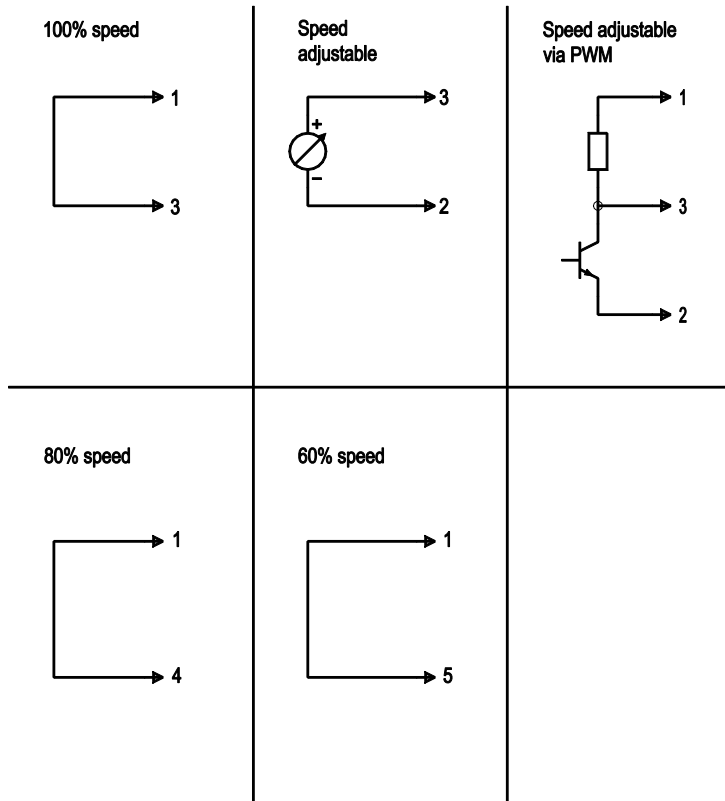 100% speed
1
3
Speed
adjustable
3
+
–
2
Speed adjustable
via PWM
1
3
2
80% speed
1
4
60% speed
1
5